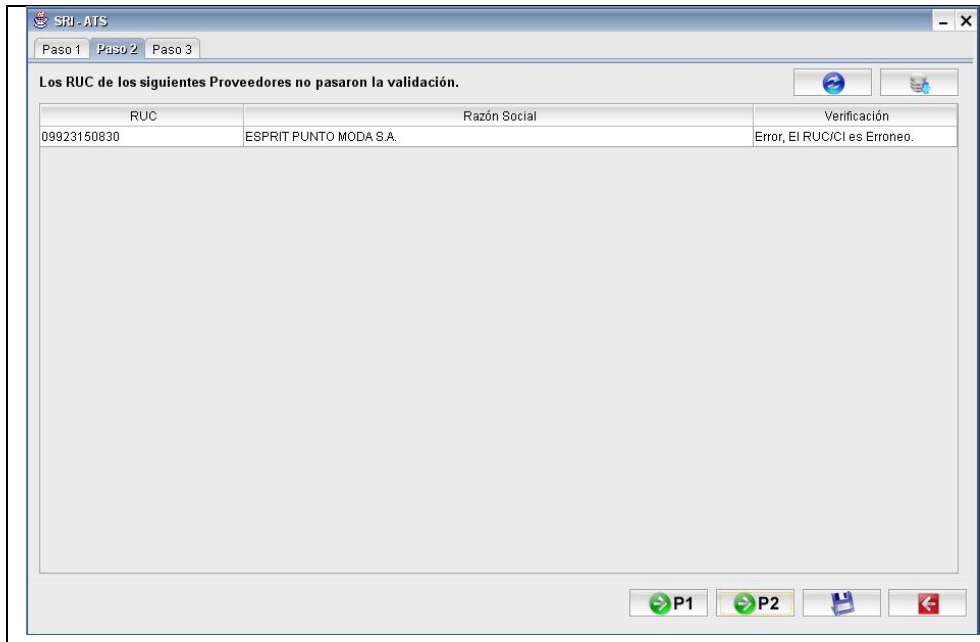 SRI - ATS
Paso 1 Paso 2 Paso 3
Los RUC de los siguientes Proveedores no pasaron la validación.
RUC Razón Social Verificación
09923150830 ESPRIT PUNTO MODA S.A. Error, El RUC/CI es Erroneo.
P1 P2